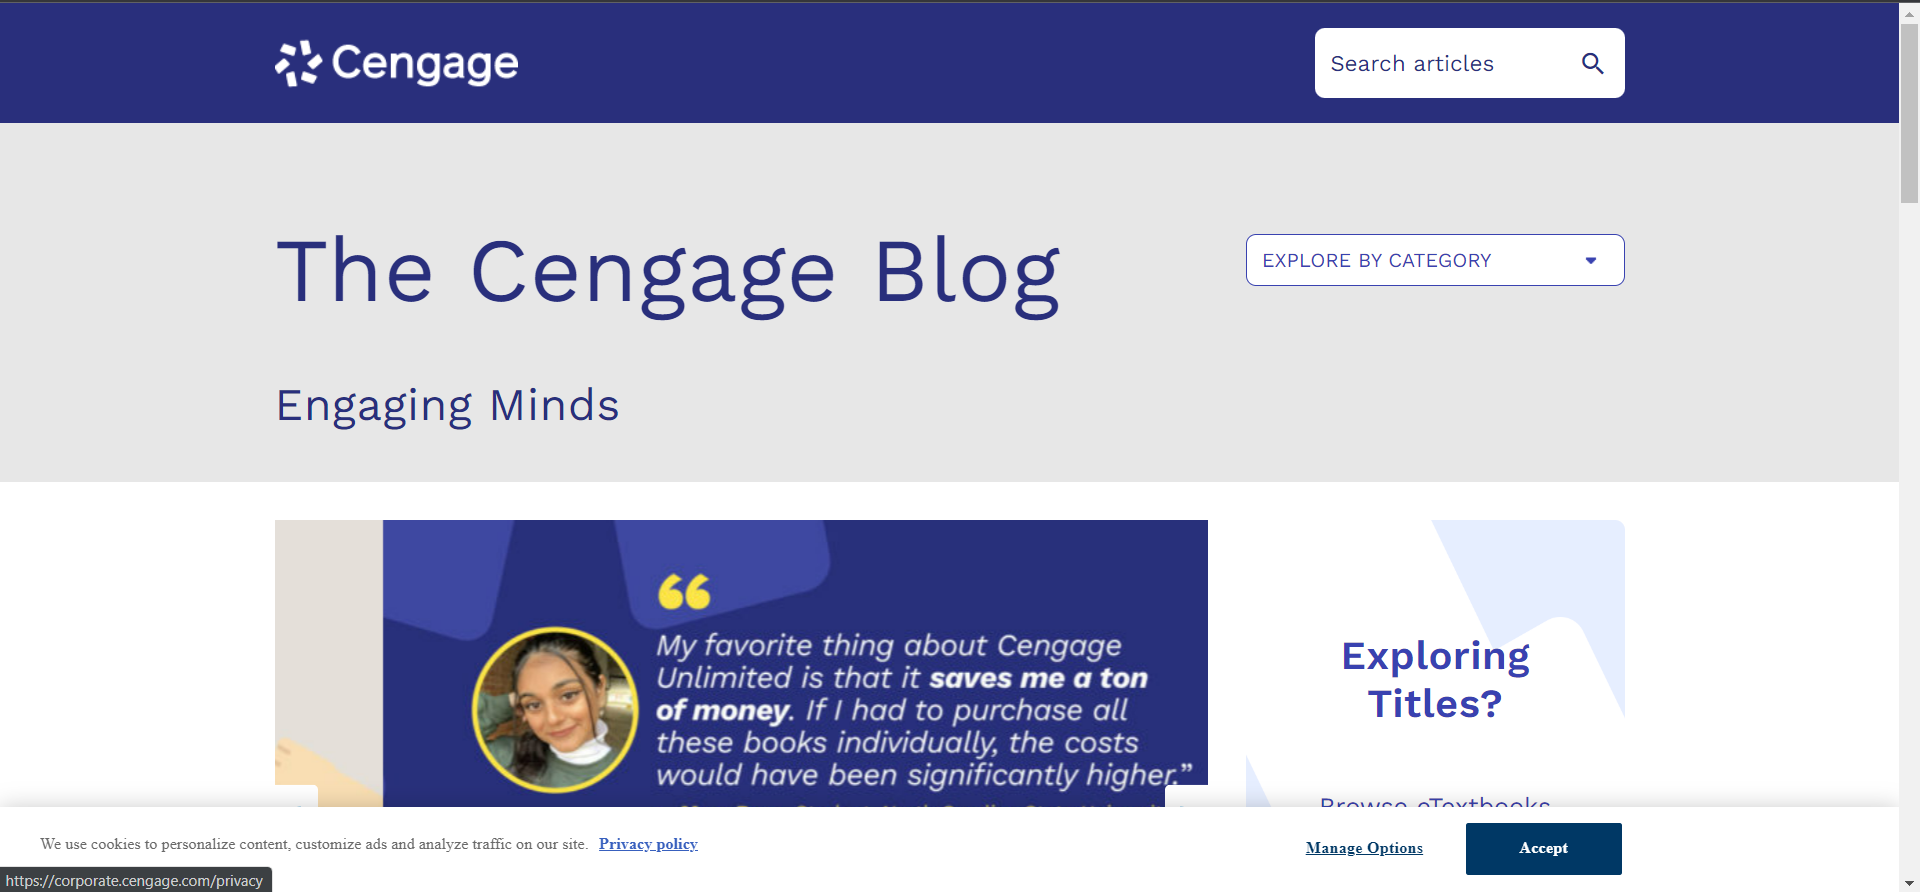 Cengage
Search articles
The Cengage Blog
EXPLORE BY CATEGORY
Engaging Minds
“
My favorite thing about Cengage
Unlimited is that it saves me a ton
of money. If I had to purchase all
these books individually, the costs
would have been significantly higher.”
Exploring
Titles?
Browse eTextbooks
We use cookies to personalize content, customize ads and analyze traffic on our site. Privacy policy
Manage Options
Accept
https://corporate.cengage.com/privacy